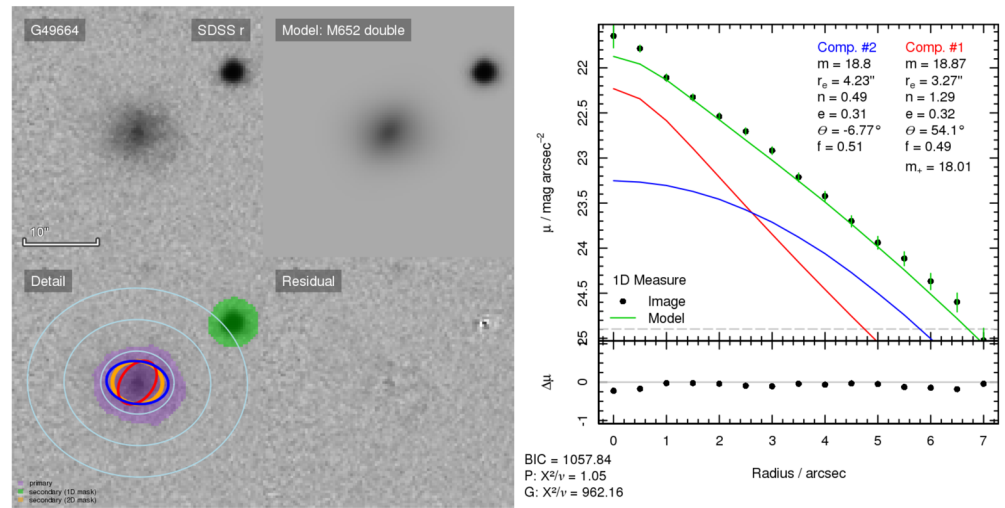 G49664
SDSS r
Model: M652 double
10"
Detail
Residual
primary
secondary (1D mask)
secondary (2D mask)
μ / mag arcsec⁻²
22
22.5
23
23.5
24
24.5
25
Comp. #2
m = 18.8
rₑ = 4.23"
n = 0.49
e = 0.31
Θ = -6.77°
f = 0.51
Comp. #1
m = 18.87
rₑ = 3.27"
n = 1.29
e = 0.32
Θ = 54.1°
f = 0.49
m₊ = 18.01
1D Measure
Image
Model
Δμ
0
-1
0 1 2 3 4 5 6 7
Radius / arcsec
BIC = 1057.84
P: X²/ν = 1.05
G: X²/ν = 962.16